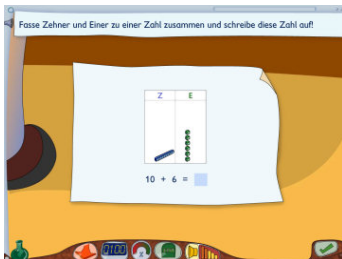 Fasse Zehner und Einer zu einer Zahl zusammen und schreibe diese Zahl auf!
Z E
10 + 6 =